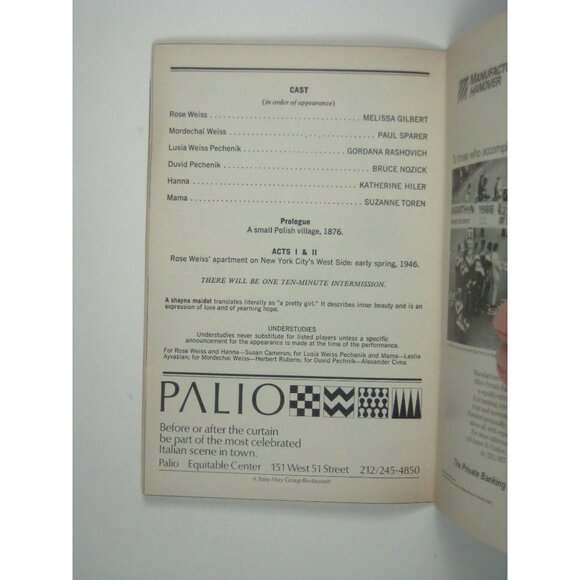 CAST
(In order of appearance)
Rose Weiss .......... MELISSA GILBERT
Mordechai Weiss .......... PAUL SPARER
Lusia Weiss Pechenik .......... GORDANA RASHOVICH
Duvid Pechenik .......... BRUCE NOZICK
Hanna .......... KATHERINE HILER
Mama .......... SUZANNE TOREN
Prologue
A small Polish village, 1876.
ACTS I & II
Rose Weiss' apartment on New York City's West Side: early spring, 1946.
THERE WILL BE ONE TEN-MINUTE INTERMISSION.
A shayna maidel translates literally as "a pretty girl." It describes inner beauty and is an
expression of love and of yearning hope.
UNDERSTUDIES
Understudies never substitute for listed players unless a specific
announcement for the appearance is made at the time of the performance.
For Rose Weiss and Hanna—Susan Cameron; for Lusia Weiss Pechenik and Mama—Leslie
Ayvazian; for Mordechai Weiss—Herbert Rubens; for Duvid Pechnik—Alexander Cima
PALIO
Before or after the curtain
be part of the most celebrated
Italian scene in town.
Palio Equitable Center 151 West 51 Street 212/245-4850
A Tony May Group Restaurant
MANUFACT
HANOVER
To those who accompli
The Private Banking